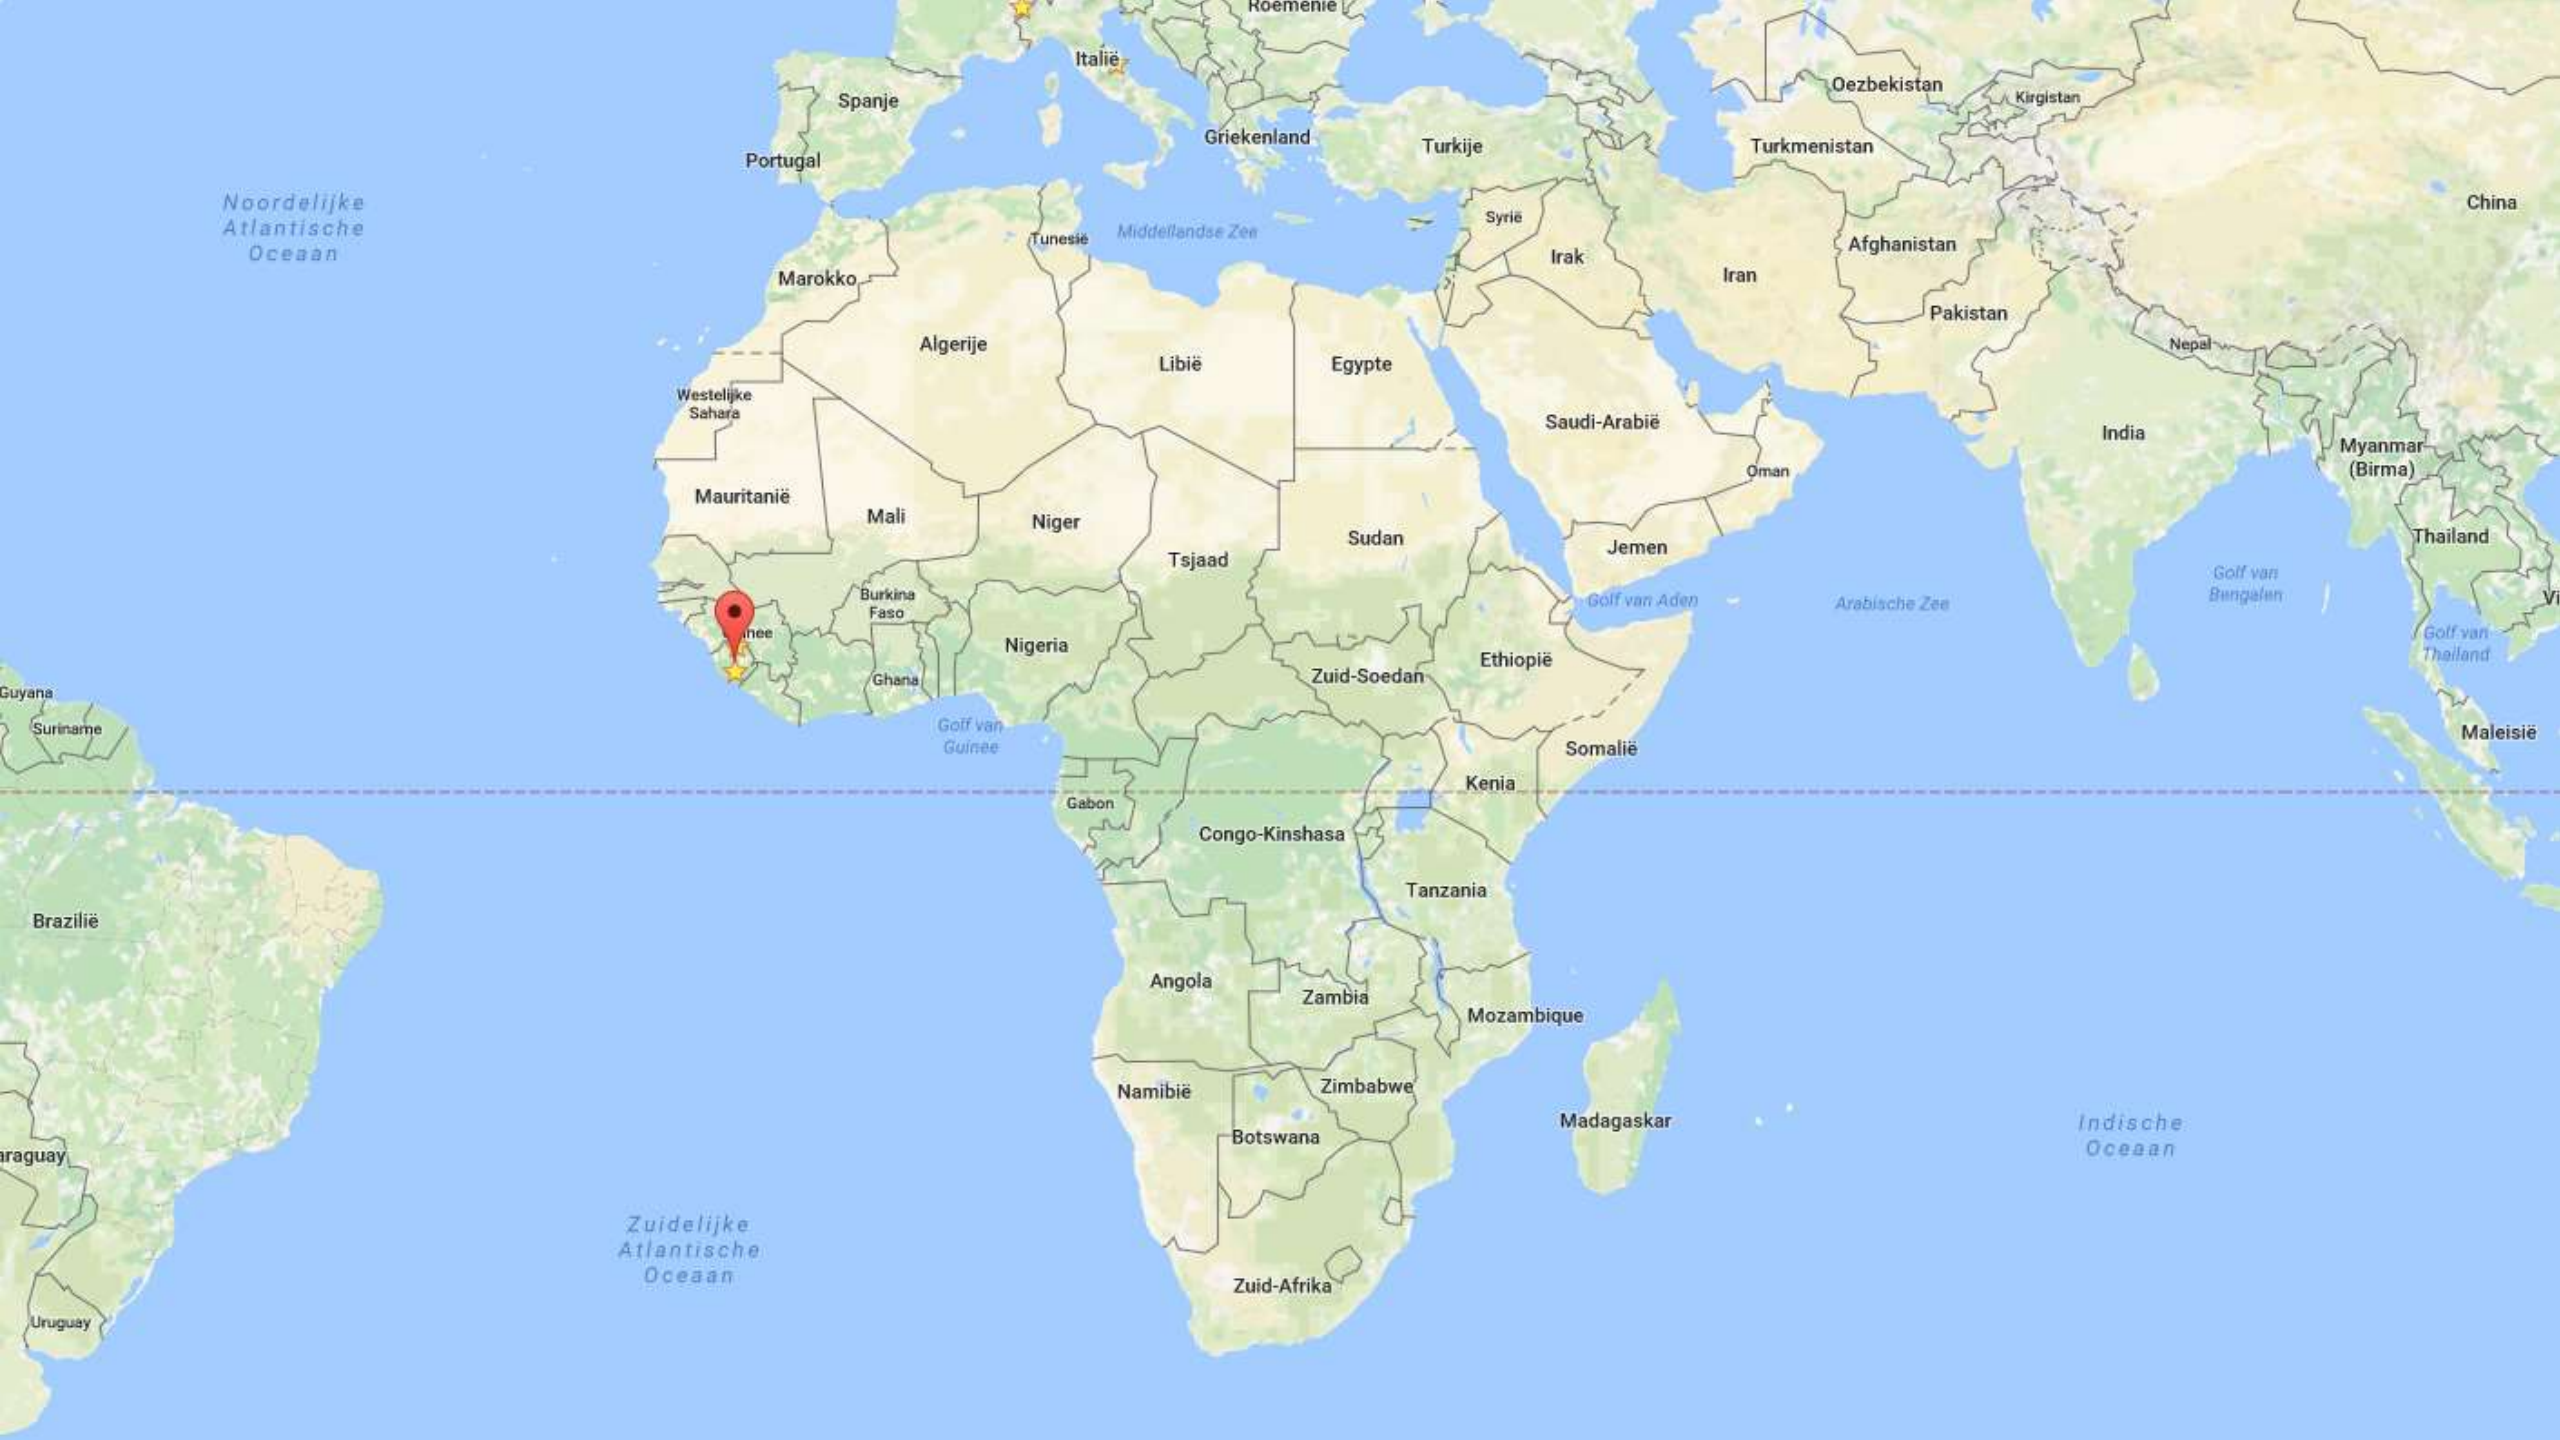 Roemenië
Italië
Oezbekistan
Kirgistan
Spanje
Griekenland
Turkije
Turkmenistan
Portugal
Noordelijke
Atlantische
Oceaan
China
Syrië
Middellandse Zee
Tunesië
Afghanistan
Irak
Iran
Marokko
Pakistan
Algerije
Nepal
Libië
Egypte
Westelijke
Sahara
Saudi-Arabië
India
Myanmar
(Birma)
Oman
Mauritanië
Mali
Niger
Sudan
Thailand
Jemen
Tsjaad
Golf van
Bengalen
Burkina
Faso
Golf van Aden
Arabische Zee
Vi
inee
Golf van
Thailand
Nigeria
Ethiopië
Zuid-Soedan
Ghana
Guyana
Suriname
Golf van
Guinee
Maleisië
Somalië
Kenia
Gabon
Congo-Kinshasa
Tanzania
Brazilië
Angola
Zambia
Mozambique
Zimbabwe
Namibië
Madagaskar
Botswana
Indische
Oceaan
araguay
Zuidelijke
Atlantische
Oceaan
Zuid-Afrika
Uruguay